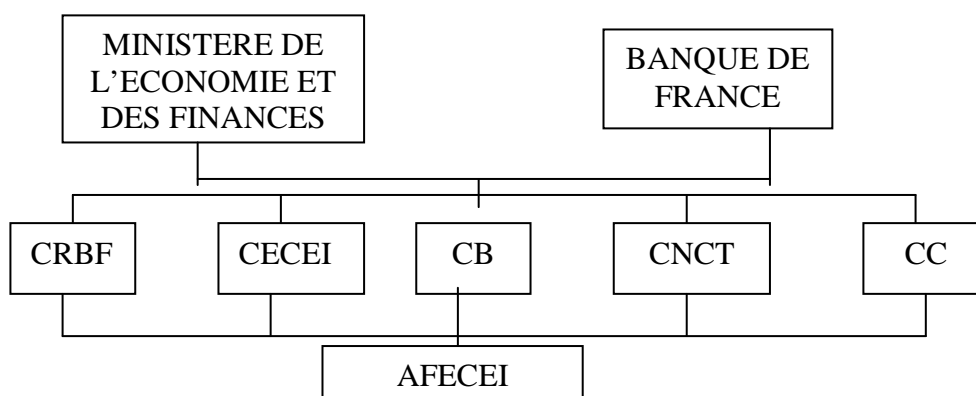 MINISTERE DE
L'ECONOMIE ET
DES FINANCES
BANQUE DE
FRANCE
CRBF
CECEI
CB
CNCT
CC
AFECEI